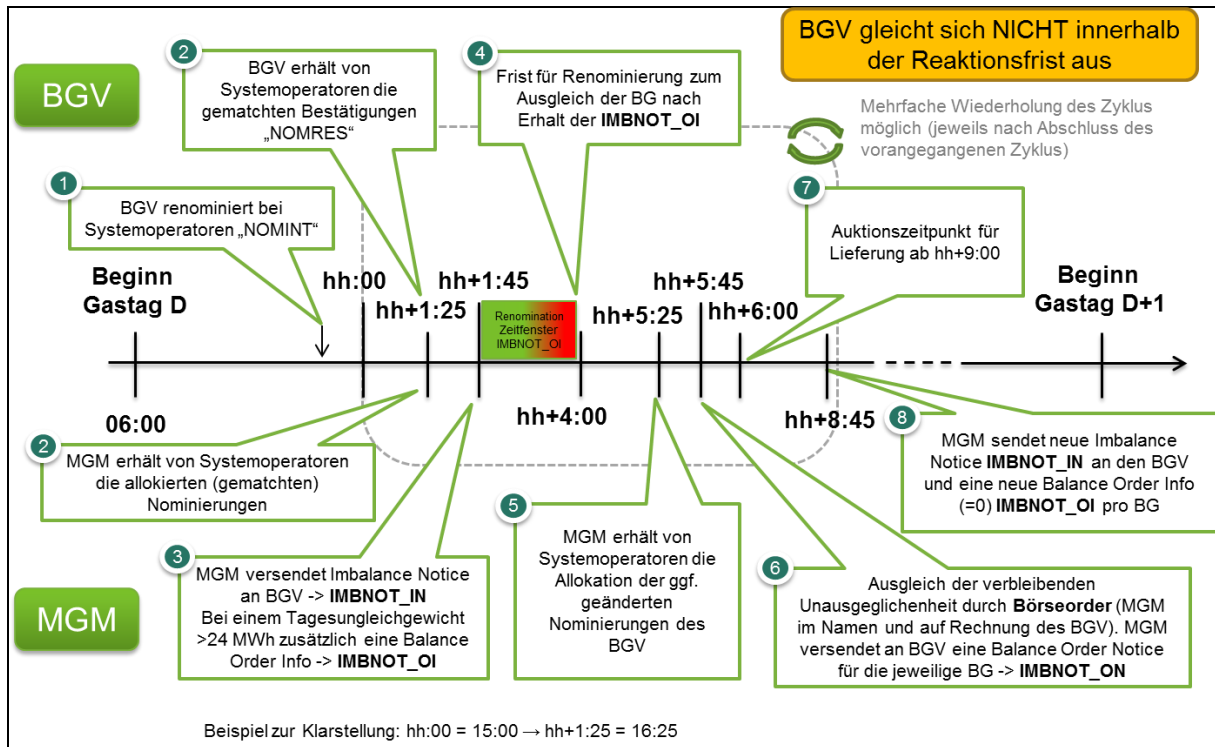 BGV gleicht sich NICHT innerhalb
der Reaktionsfrist aus
BGV
2
BGV erhält von
Systemoperatoren die
gematchten Bestätigungen
„NOMRES“
4
Frist für Renominierung zum
Ausgleich der BG nach
Erhalt der IMBNOT_OI
Mehrfache Wiederholung des Zyklus
möglich (jeweils nach Abschluss des
vorangegangenen Zyklus)
1
BGV renominiert bei
Systemoperatoren „NOMINT“
7
Auktionszeitpunkt für
Lieferung ab hh+9:00
Beginn
Gastag D
hh:00
hh+1:25
hh+1:45
Renomination
Zeitfenster
IMBNOT_OI
hh+5:25
hh+5:45
hh+6:00
Beginn
Gastag D+1
06:00
hh+4:00
hh+8:45
2
MGM erhält von Systemoperatoren
die allokierten (gematchten)
Nominierungen
8
MGM sendet neue Imbalance
Notice IMBNOT_IN an den BGV
und eine neue Balance Order Info
(=0) IMBNOT_OI pro BG
MGM
3
MGM versendet Imbalance Notice
an BGV -> IMBNOT_IN
Bei einem Tagesungleichgewicht
>24 MWh zusätzlich eine Balance
Order Info -> IMBNOT_OI
5
MGM erhält von
Systemoperatoren die
Allokation der ggf.
geänderten
Nominierungen des
BGV
6
Ausgleich der verbleibenden
Unausgeglichenheit durch Börseorder (MGM
im Namen und auf Rechnung des BGV). MGM
versendet an BGV eine Balance Order Notice
für die jeweilige BG -> IMBNOT_ON
Beispiel zur Klarstellung: hh:00 = 15:00 → hh+1:25 = 16:25